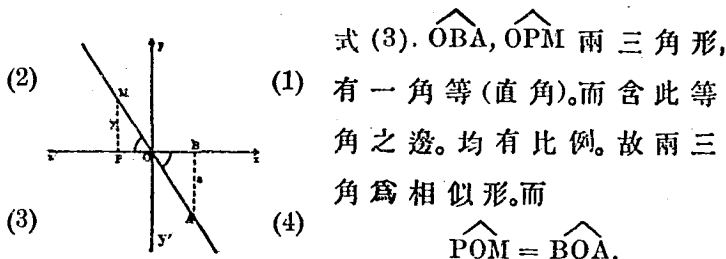 (2)
(3)
y
M
y
x
P
O
B
x
a
A
y'
(1)
(4)
式 (3). OBA, OPM 兩三角形,
有一角等(直角)。而含此等
角之邊。均有比例。故兩三
角爲相似形。而
POM = BOA.